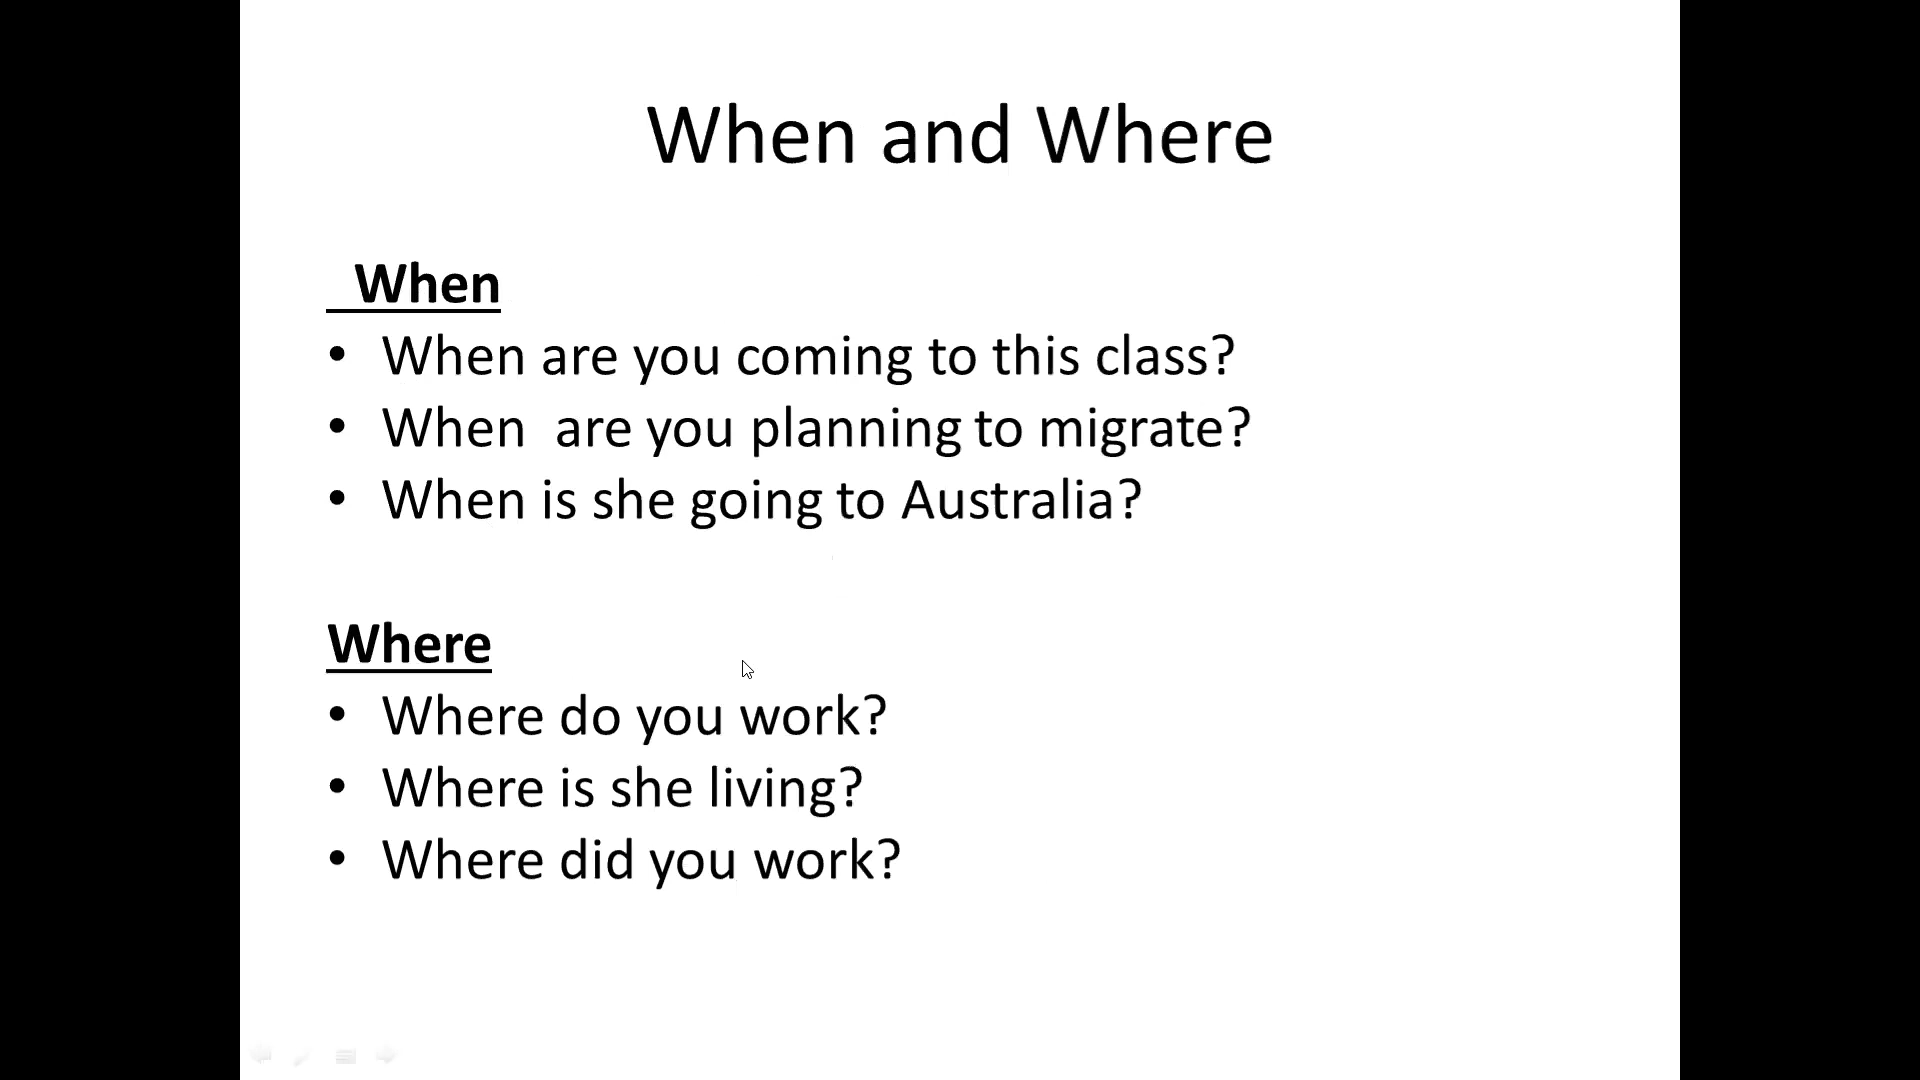 When and Where
When
• When are you coming to this class?
• When  are you planning to migrate?
• When is she going to Australia?
Where
• Where do you work?
• Where is she living?
• Where did you work?